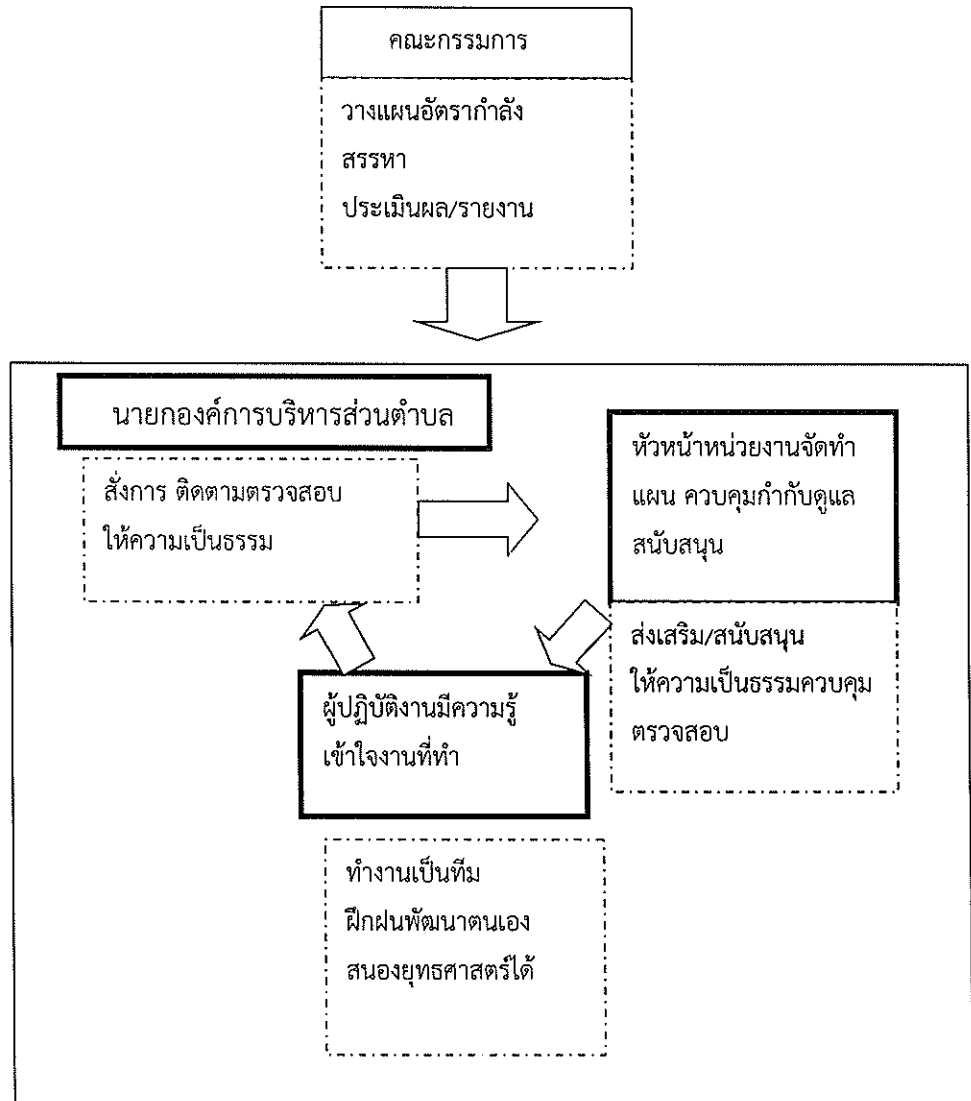 คณะกรรมการ
วางแผนอัตรากำลัง
สรรหา
ประเมินผล/รายงาน
นายกองค์การบริหารส่วนตำบล
สั่งการ ติดตามตรวจสอบ
ให้ความเป็นธรรม
หัวหน้าหน่วยงานจัดทำ
แผน ควบคุมกำกับดูแล
สนับสนุน
ส่งเสริม/สนับสนุน
ให้ความเป็นธรรมควบคุม
ตรวจสอบ
ผู้ปฏิบัติงานมีความรู้
เข้าใจงานที่ทำ
ทำงานเป็นทีม
ฝึกฝนพัฒนาตนเอง
สนองยุทธศาสตร์ได้